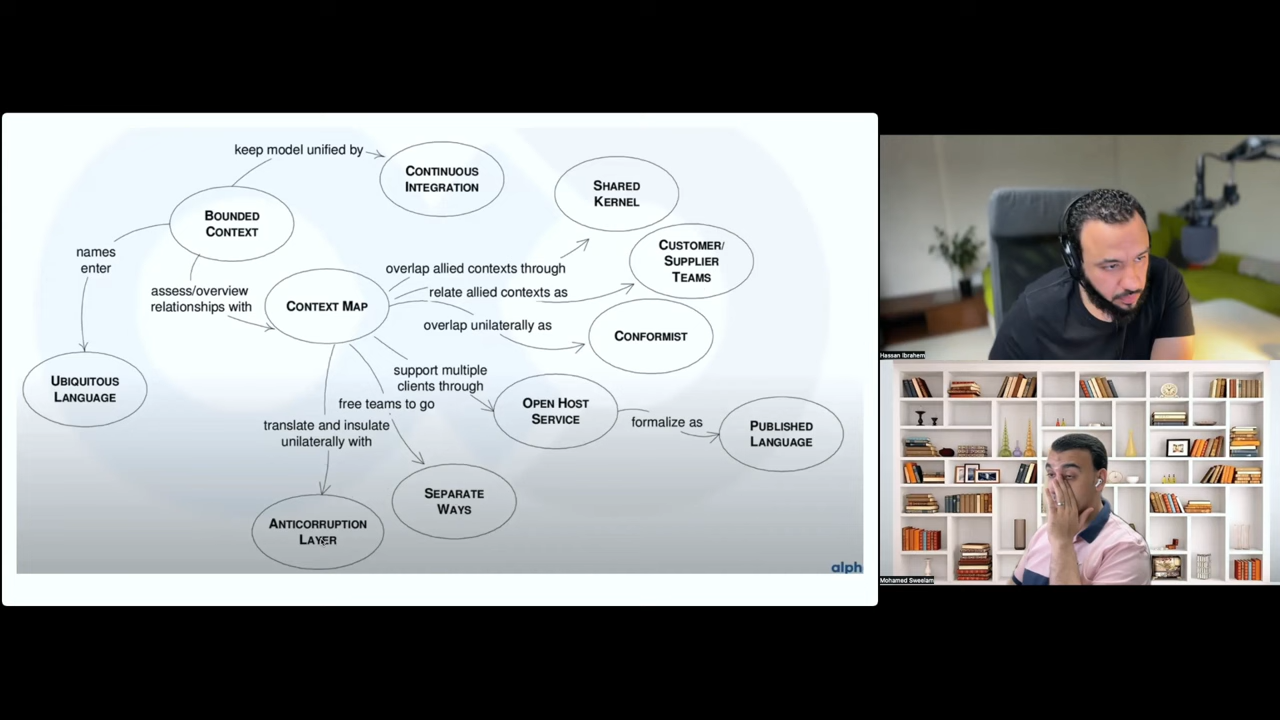 keep model unified by
CONTINUOUS
INTEGRATION
SHARED
KERNEL
BOUNDED
CONTEXT
names
enter
CUSTOMER/
SUPPLIER
TEAMS
overlap allied contexts through
assess/overview
relationships with
relate allied contexts as
CONTEXT MAP
overlap unilaterally as
CONFORMIST
support multiple
clients through
UBIQUITOUS
LANGUAGE
free teams to go
OPEN HOST
SERVICE
formalize as
PUBLISHED
LANGUAGE
translate and insulate
unilaterally with
SEPARATE
WAYS
ANTICORRUPTION
LAYER
alph
Hassan Ibrahem
Mohamed Sweelam